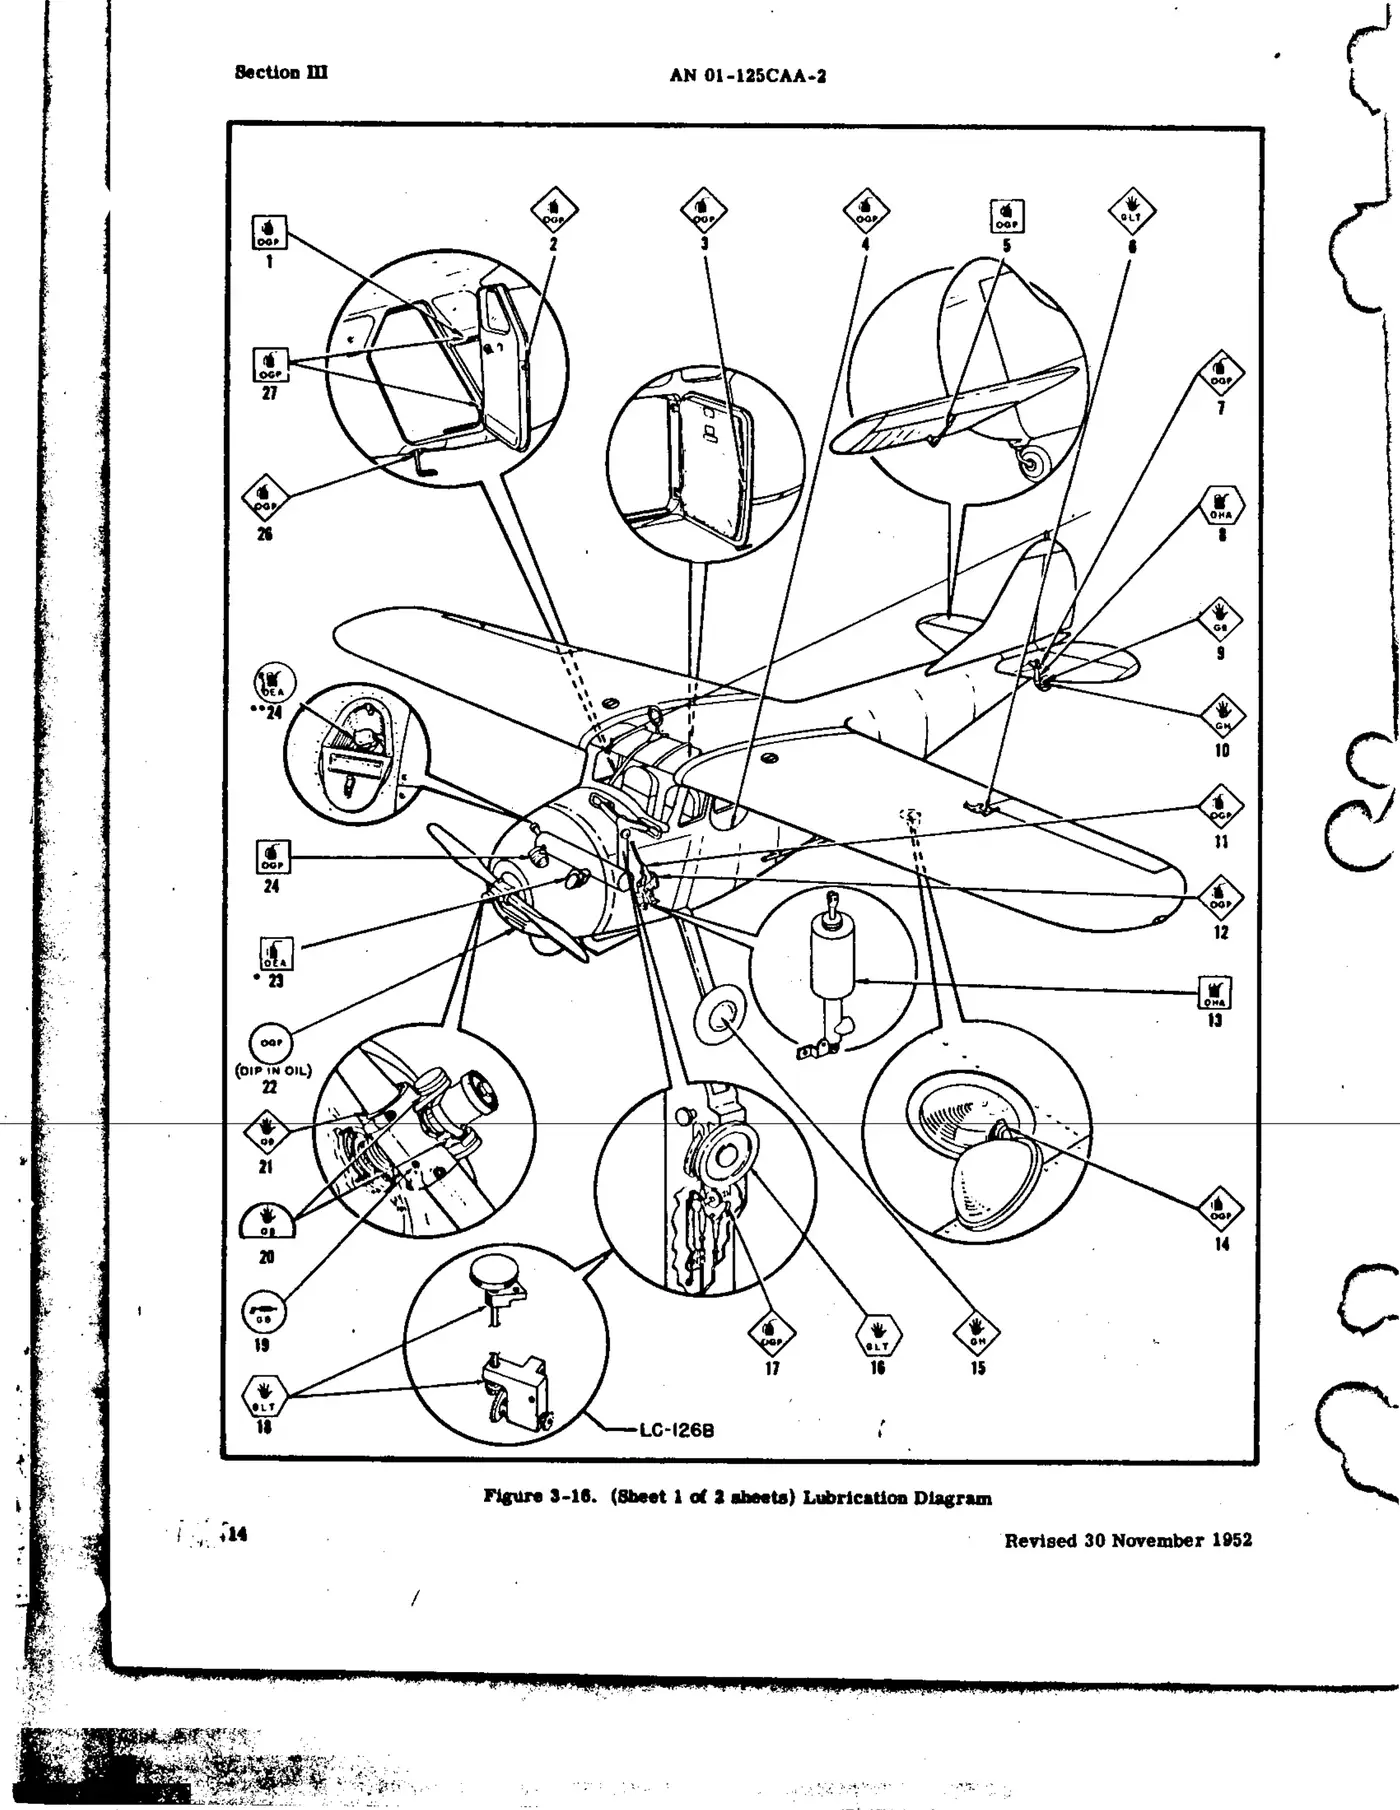 Section III
AN 01-125CAA-2
OGP
1
OGP
2
OGP
3
OGP
4
OGP
5
GLT
6
OGP
27
OGP
7
OGP
26
OHA
8
GB
9
OEA
**24
GH
10
OGP
11
OGP
24
OGP
12
OEA
* 23
OHA
13
OGP
(DIP IN OIL)
22
GB
21
OGP
14
GB
20
GB
19
OGP
17
GLT
16
GH
15
GLT
18
LC-126B
Figure 3-16. (Sheet 1 of 2 sheets) Lubrication Diagram
114
Revised 30 November 1952